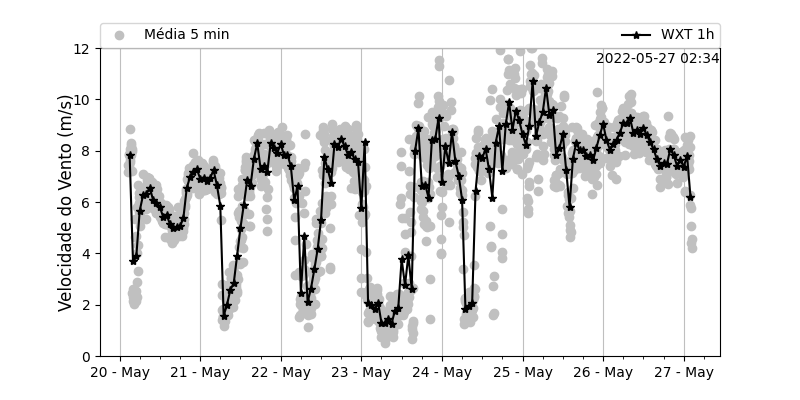 Média 5 min
WXT 1h
2022-05-27 02:34
Velocidade do Vento (m/s)
12
10
8
6
4
2
0
20 - May
21 - May
22 - May
23 - May
24 - May
25 - May
26 - May
27 - May